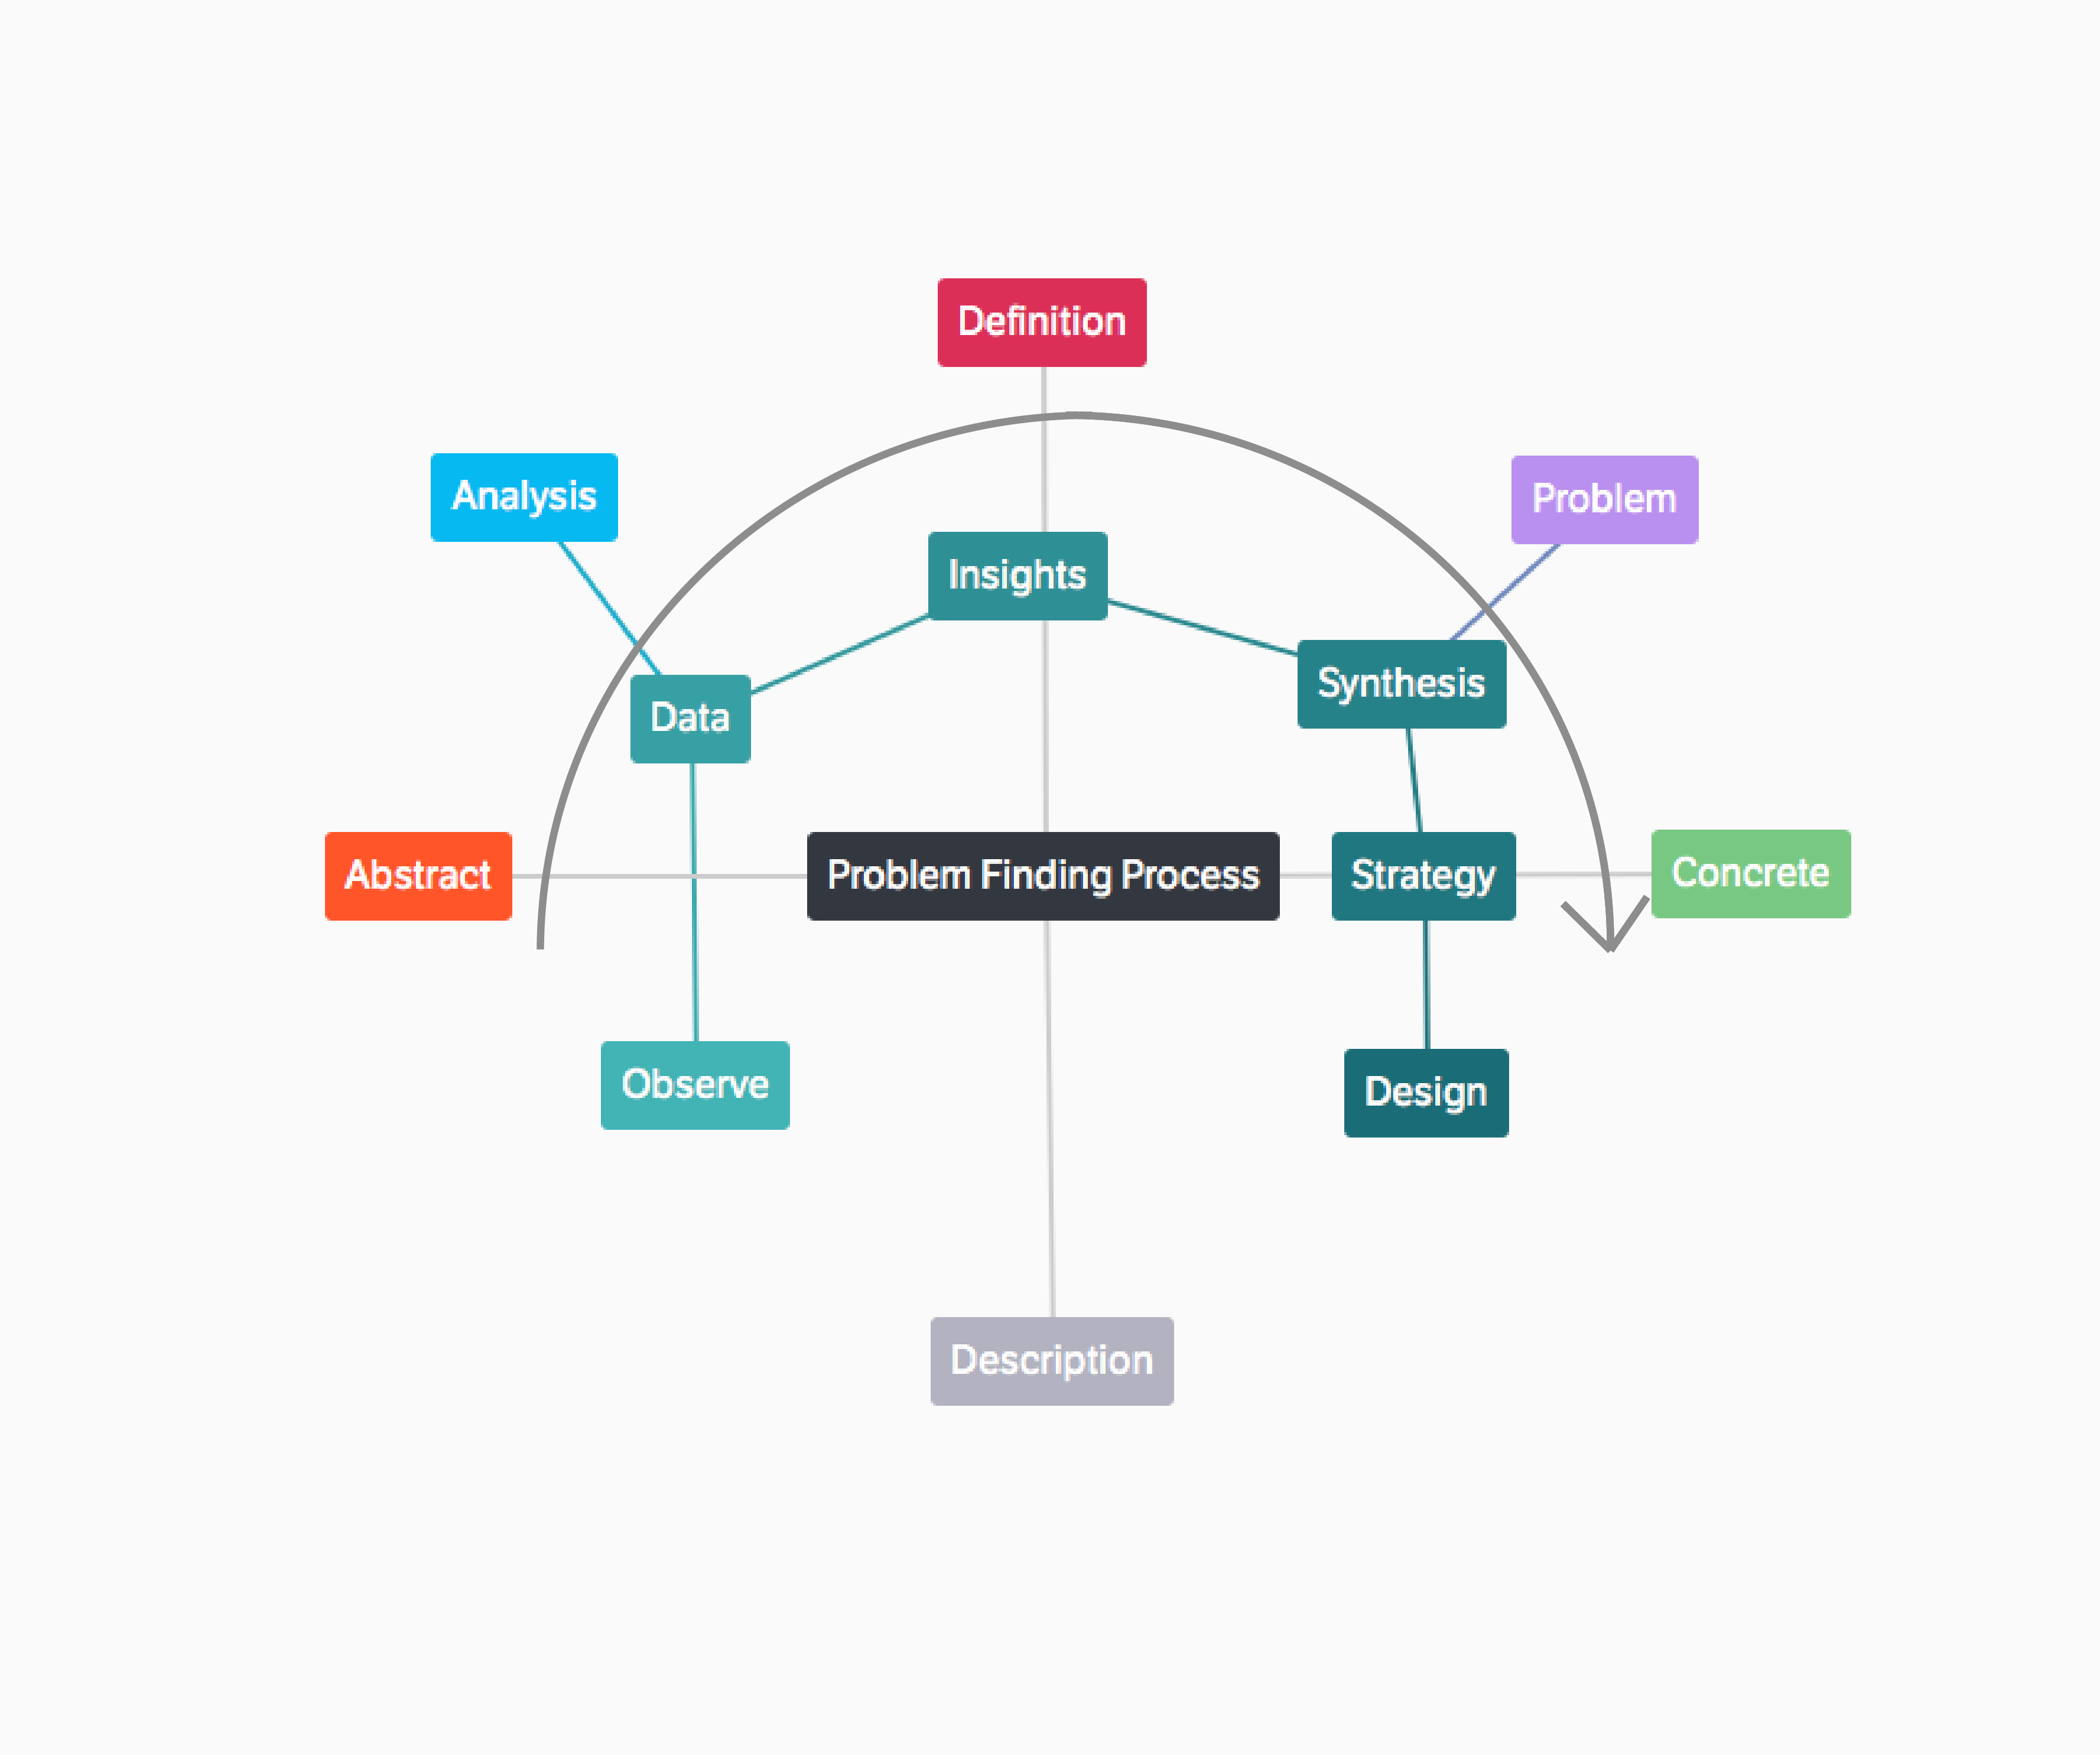 Definition
Analysis
Problem
Insights
Synthesis
Data
Abstract
Problem Finding Process
Strategy
Concrete
Observe
Design
Description